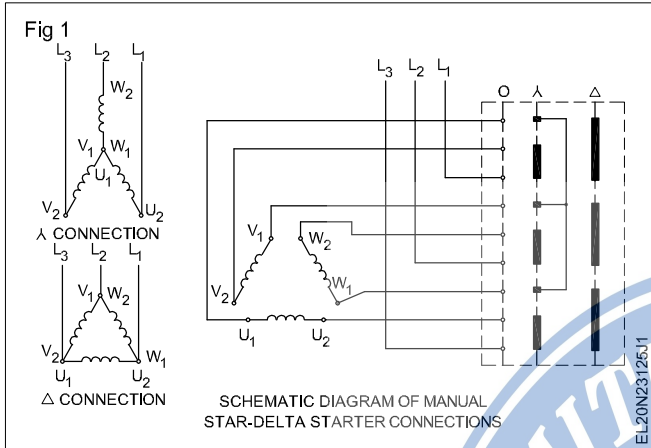 Fig 1
L3 L2 L1
W2
V1 W1
U1
V2 U2
⅄ CONNECTION
L3 L2 L1
V1 W2
V2 W1
U1 U2
△ CONNECTION
L3 L2 L1
O ⅄ △
V1 W2
V2 W1
U1 U2
SCHEMATIC DIAGRAM OF MANUAL
STAR-DELTA STARTER CONNECTIONS
EL20N23125J1